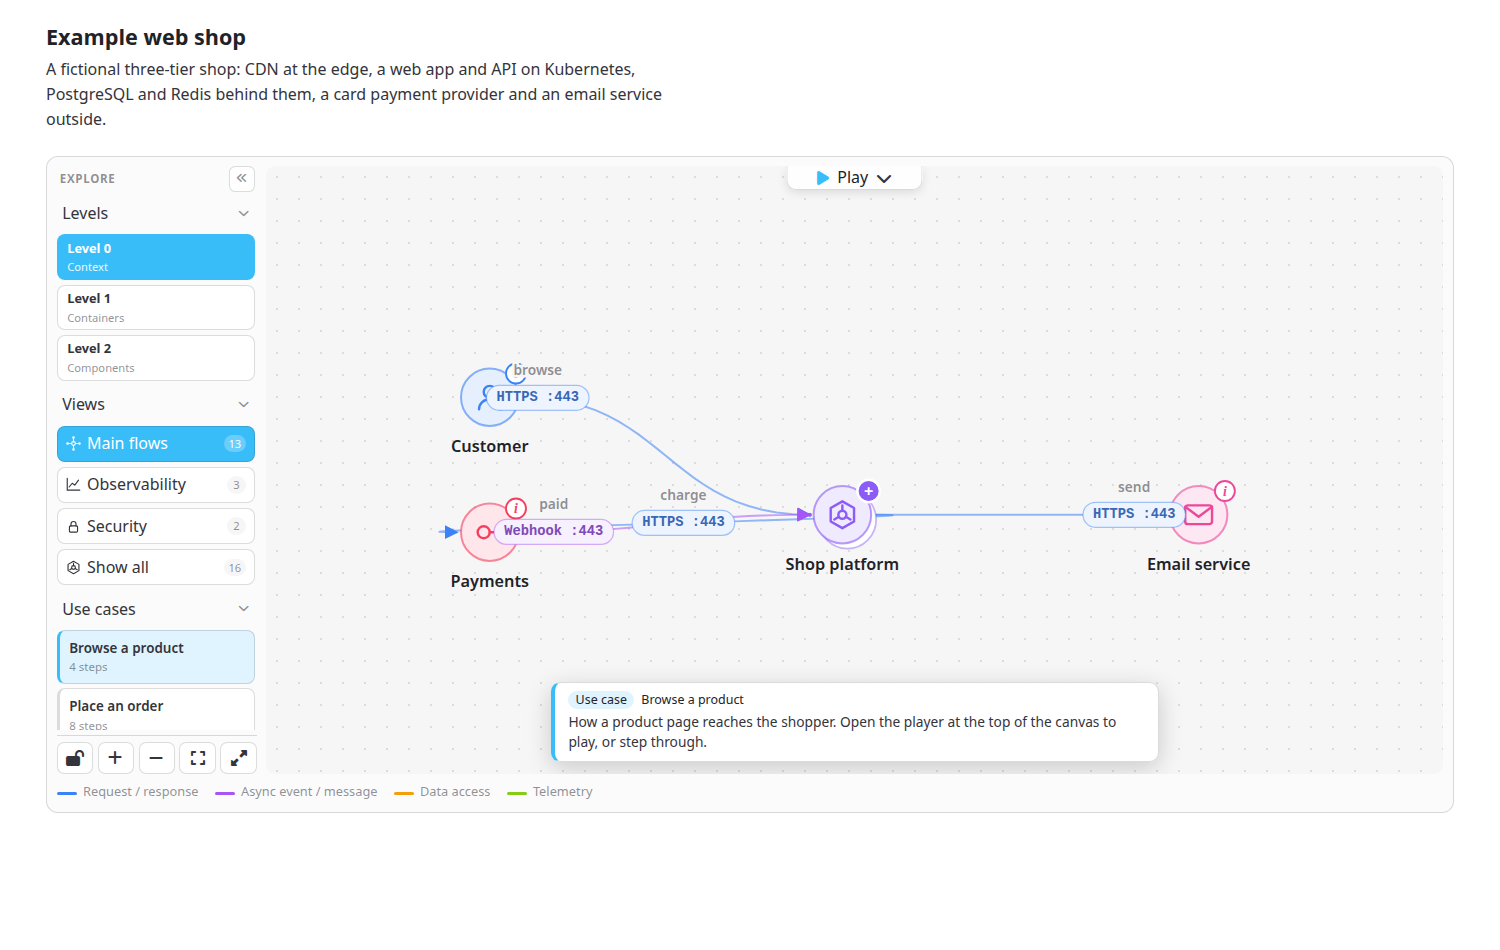 Example web shop
A fictional three-tier shop: CDN at the edge, a web app and API on Kubernetes,
PostgreSQL and Redis behind them, a card payment provider and an email service
outside.
EXPLORE
Levels
Level 0
Context
Level 1
Containers
Level 2
Components
Views
Main flows 13
Observability 3
Security 2
Show all 16
Use cases
Browse a product
4 steps
Place an order
8 steps
Play
browse
HTTPS :443
Customer
paid
Webhook :443
Payments
charge
HTTPS :443
Shop platform
send
HTTPS :443
Email service
Use case Browse a product
How a product page reaches the shopper. Open the player at the top of the canvas to
play, or step through.
Request / response
Async event / message
Data access
Telemetry